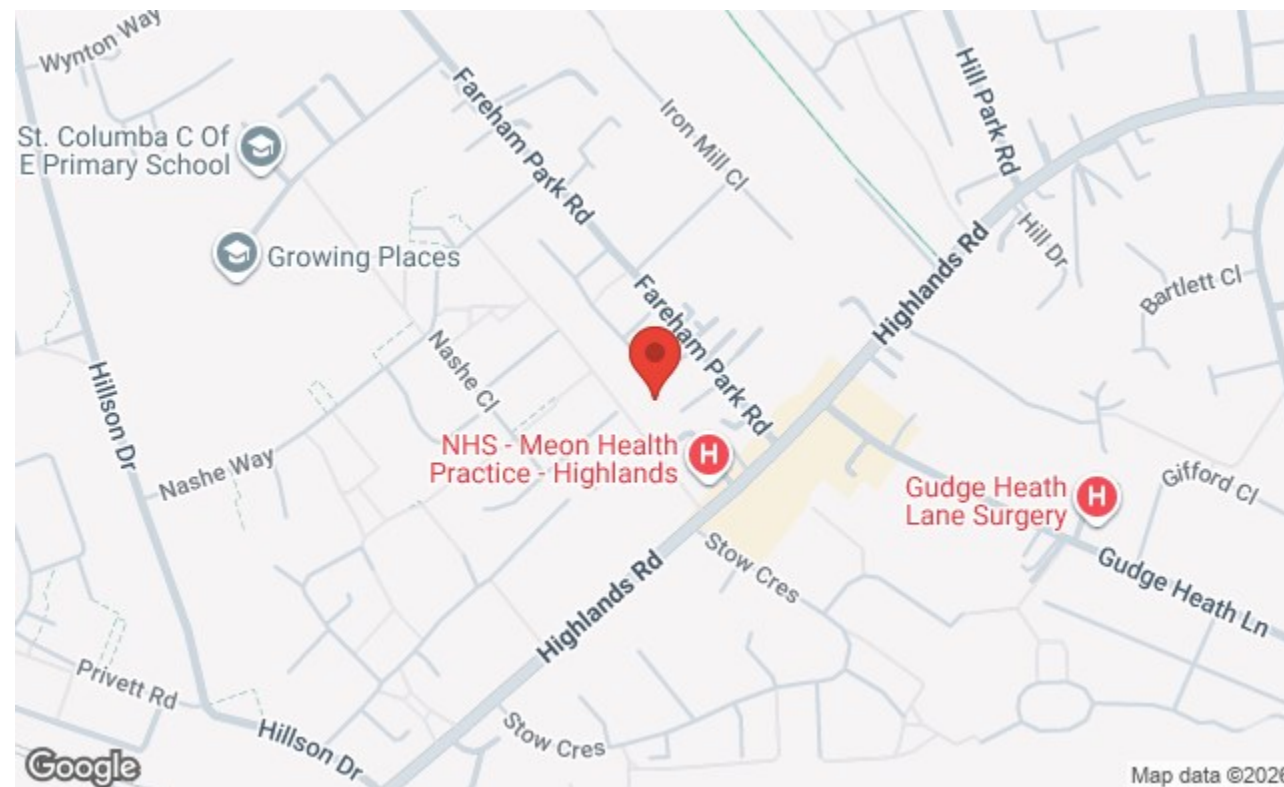 Wynton Way
St. Columba C Of
E Primary School
Growing Places
Fareham Park Rd
Iron Mill Cl
Hill Park Rd
Hill Dr
Highlands Rd
Bartlett Cl
Fareham Park Rd
Nashe Cl
Hillson Dr
Nashe Way
NHS - Meon Health
Practice - Highlands
Gudge Heath
Lane Surgery
Gifford Cl
Stow Cres
Gudge Heath Ln
Highlands Rd
Privett Rd
Hillson Dr
Stow Cres
Google
Map data ©2026